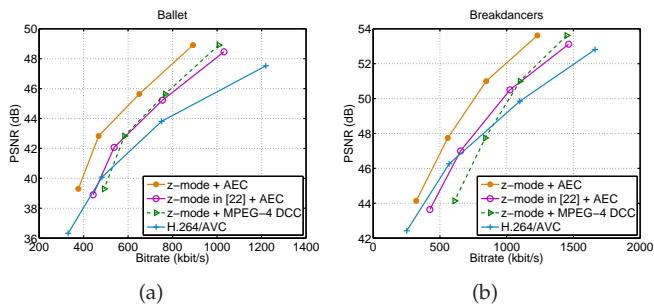 Ballet
50
48
46
44
42
40
38
36
PSNR (dB)
200 400 600 800 1000 1200 1400
Bitrate (kbit/s)
z−mode + AEC
z−mode in [22] + AEC
z−mode + MPEG−4 DCC
H.264/AVC
(a)
Breakdancers
54
52
50
48
46
44
42
PSNR (dB)
0 500 1000 1500 2000
Bitrate (kbit/s)
z−mode + AEC
z−mode in [22] + AEC
z−mode + MPEG−4 DCC
H.264/AVC
(b)